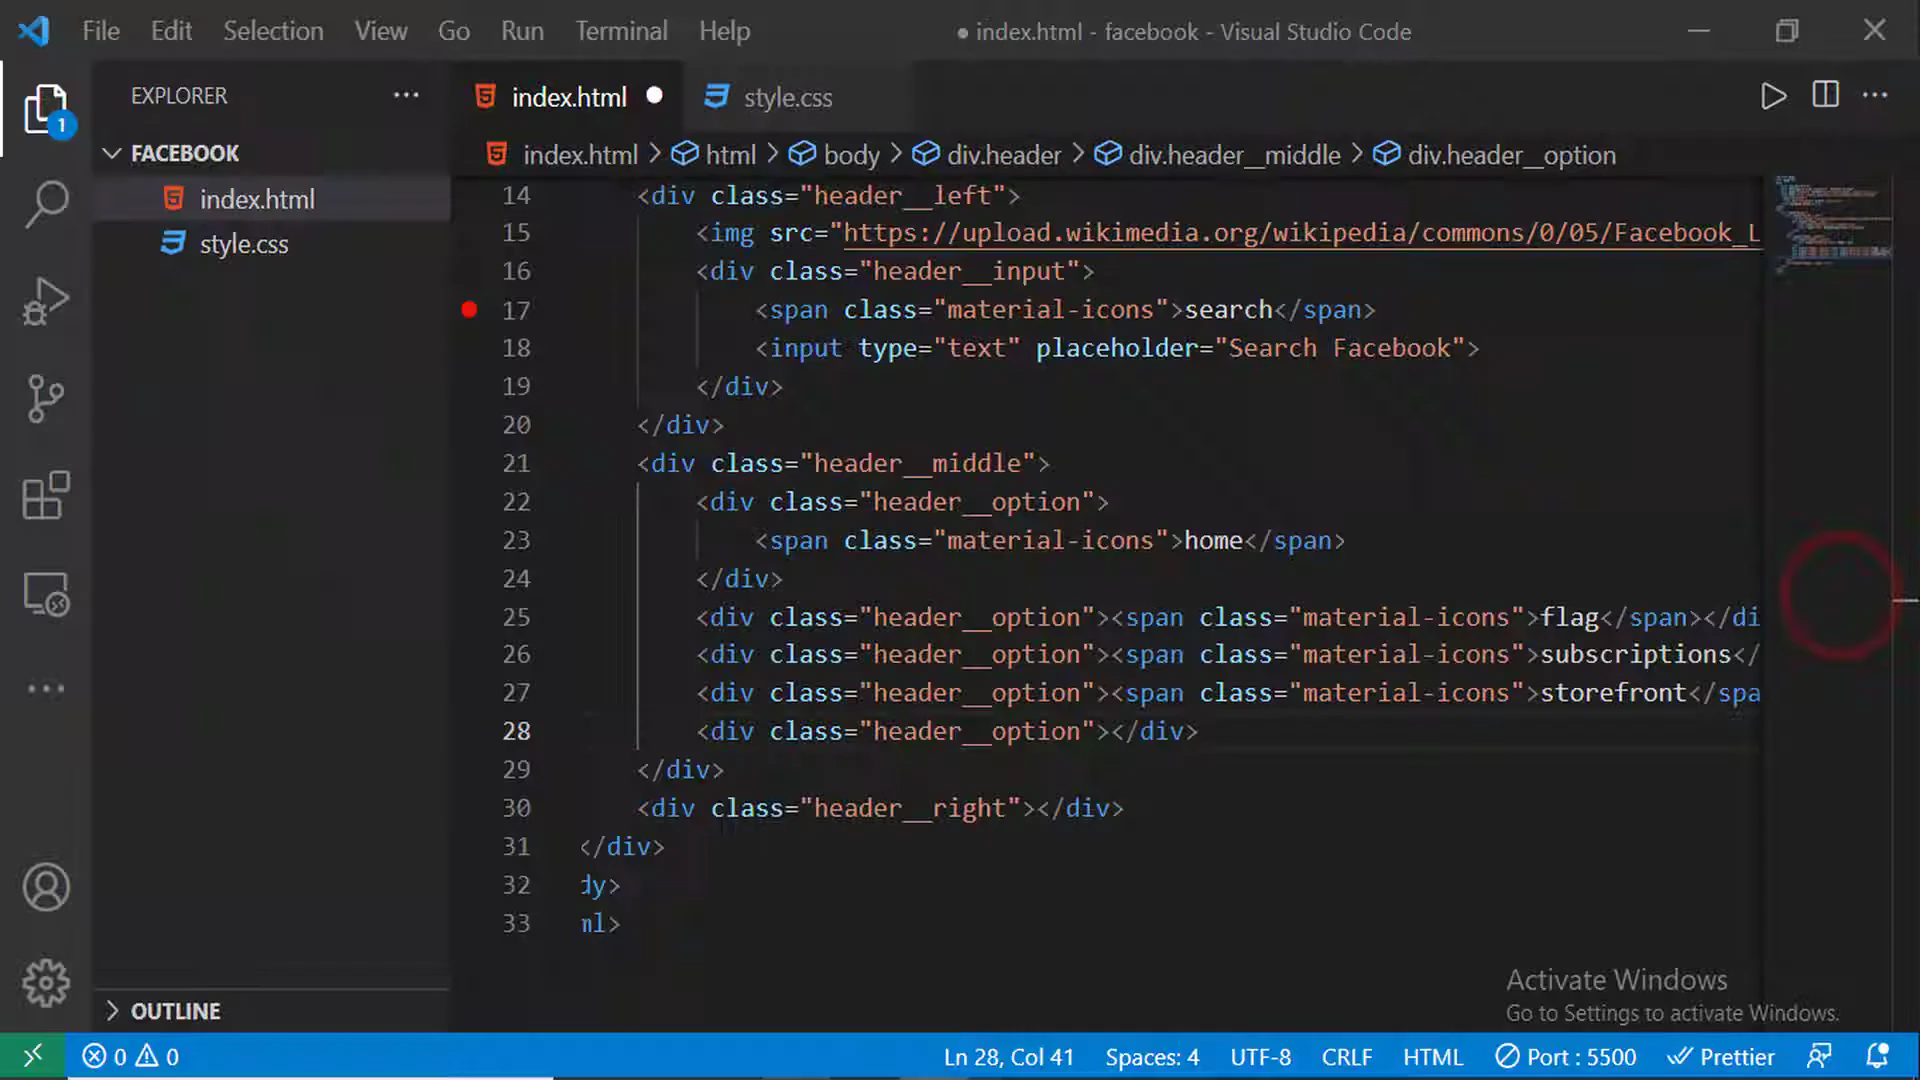 File Edit Selection View Go Run Terminal Help ● index.html - facebook - Visual Studio Code
EXPLORER ...
index.html ● style.css
FACEBOOK
index.html
style.css
index.html > html > body > div.header > div.header__middle > div.header__option
14 <div class="header__left">
15 <img src="https://upload.wikimedia.org/wikipedia/commons/0/05/Facebook_L
16 <div class="header__input">
17 <span class="material-icons">search</span>
18 <input type="text" placeholder="Search Facebook">
19 </div>
20 </div>
21 <div class="header__middle">
22 <div class="header__option">
23 <span class="material-icons">home</span>
24 </div>
25 <div class="header__option"><span class="material-icons">flag</span></di
26 <div class="header__option"><span class="material-icons">subscriptions</
27 <div class="header__option"><span class="material-icons">storefront</spa
28 <div class="header__option"></div>
29 </div>
30 <div class="header__right"></div>
31 </div>
32 dy>
33 ml>
1
OUTLINE
Activate Windows
Go to Settings to activate Windows.
0 0 Ln 28, Col 41 Spaces: 4 UTF-8 CRLF HTML Port : 5500 Prettier